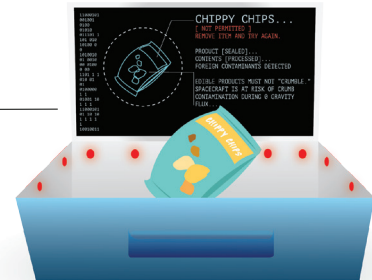 CHIPPY CHIPS...
[ NOT PERMITTED ]
REMOVE ITEM AND TRY AGAIN.
PRODUCT [SEALED]...
CONTENTS [PROCESSED]...
FOREIGN CONTAMINANTS DETECTED
EDIBLE PRODUCTS MUST NOT "CRUMBLE."
SPACECRAFT IS AT RISK OF CRUMB
CONTAMINATION DURING 0 GRAVITY
FLUX
CHIPPY CHIPS